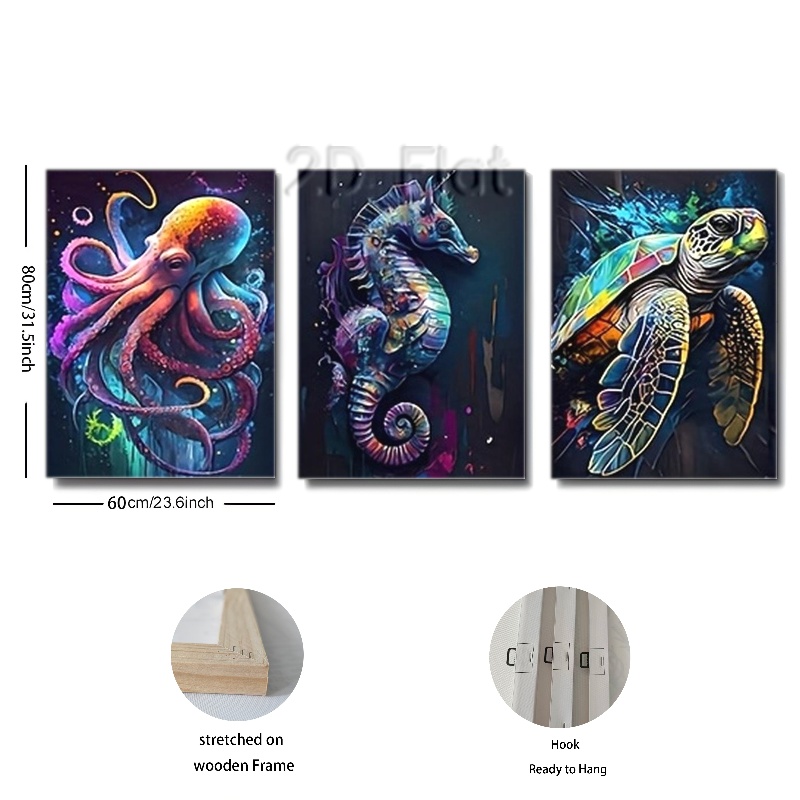 2D Flat
80cm/31.5inch
60cm/23.6inch
stretched on
wooden Frame
Hook
Ready to Hang